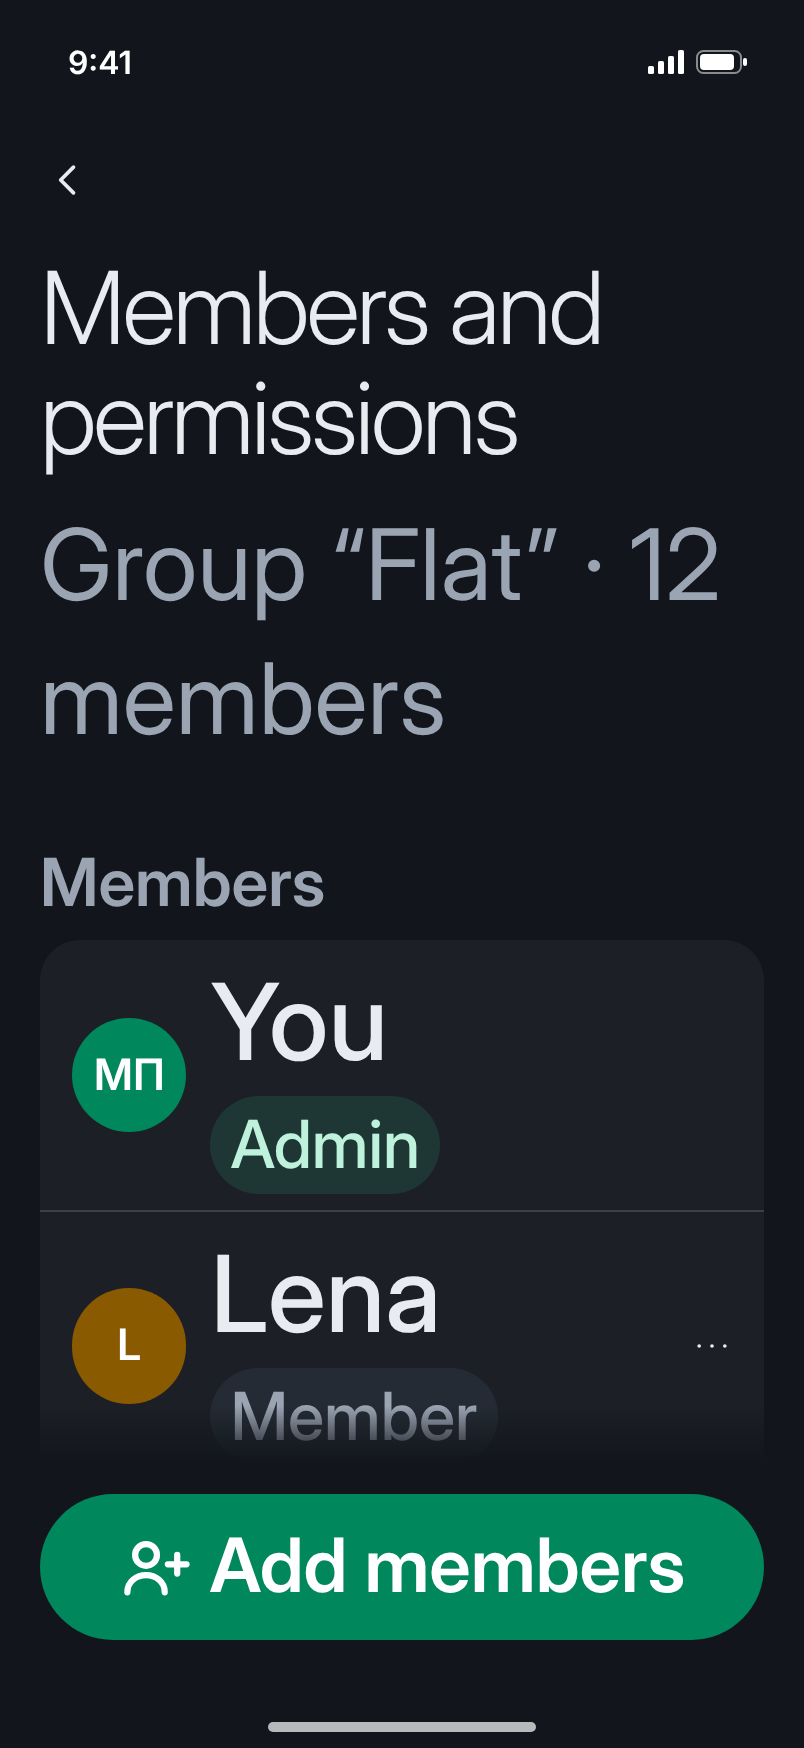 9:41
Members and
permissions
Group “Flat” · 12
members
Members
МП
You
Admin
L
Lena
...
Member
Add members